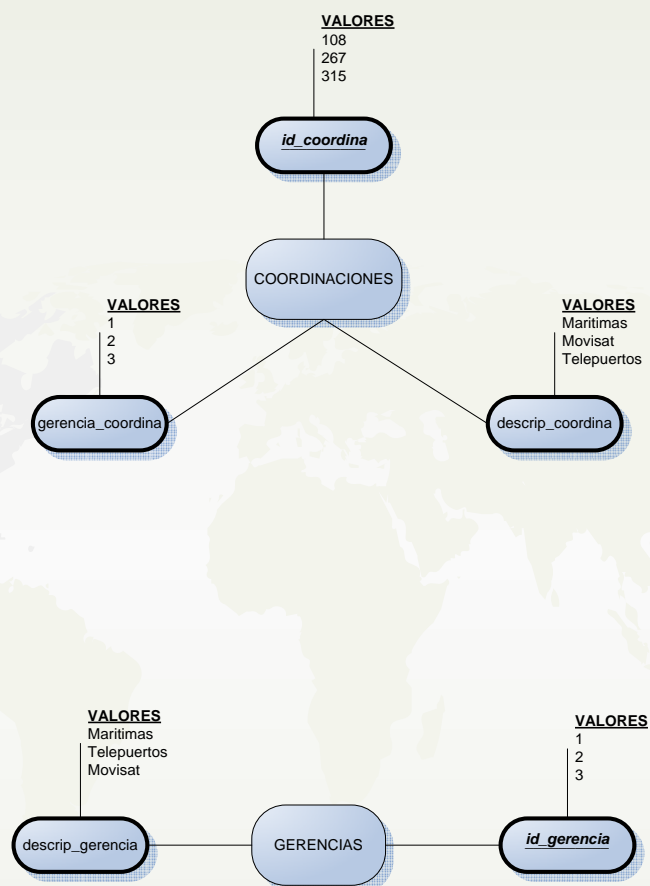 VALORES
108
267
315
id_coordina
COORDINACIONES
VALORES
1
2
3
gerencia_coordina
VALORES
Maritimas
Movisat
Telepuertos
descrip_coordina
VALORES
Maritimas
Telepuertos
Movisat
descrip_gerencia
GERENCIAS
VALORES
1
2
3
id_gerencia